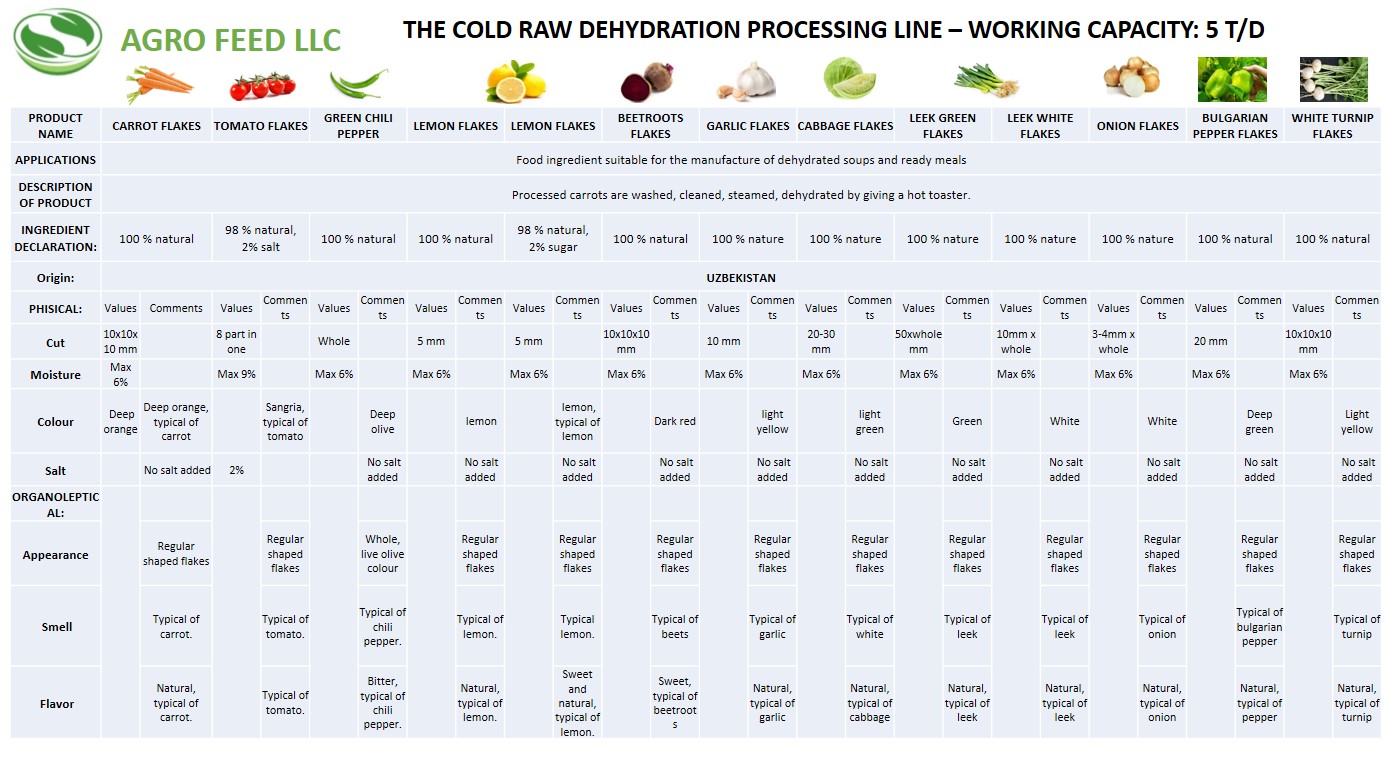 AGRO FEED LLC
THE COLD RAW DEHYDRATION PROCESSING LINE – WORKING CAPACITY: 5 T/D
PRODUCT NAME CARROT FLAKES TOMATO FLAKES GREEN CHILI PEPPER LEMON FLAKES LEMON FLAKES BEETROOTS FLAKES GARLIC FLAKES CABBAGE FLAKES LEEK GREEN FLAKES LEEK WHITE FLAKES ONION FLAKES BULGARIAN PEPPER FLAKES WHITE TURNIP FLAKES
APPLICATIONS Food ingredient suitable for the manufacture of dehydrated soups and ready meals
DESCRIPTION OF PRODUCT Processed carrots are washed, cleaned, steamed, dehydrated by giving a hot toaster.
INGREDIENT DECLARATION: 100 % natural 98 % natural, 2% salt 100 % natural 100 % natural 98 % natural, 2% sugar 100 % natural 100 % nature 100 % nature 100 % nature 100 % nature 100 % nature 100 % natural 100 % natural
Origin: UZBEKISTAN
PHISICAL: Values Comments Values Comments Values Comments Values Comments Values Comments Values Comments Values Comments Values Comments Values Comments Values Comments Values Comments Values Comments Values Comments
Cut 10x10x10 mm 8 part in one Whole 5 mm 5 mm 10x10x10 mm 10 mm 20-30 mm 50xwhole mm 10mm x whole 3-4mm x whole 20 mm 10x10x10 mm
Moisture Max 6% Max 9% Max 6% Max 6% Max 6% Max 6% Max 6% Max 6% Max 6% Max 6% Max 6% Max 6% Max 6%
Colour Deep orange Deep orange, typical of carrot Sangria, typical of tomato Deep olive lemon lemon, typical of lemon Dark red light yellow light green Green White White Deep green Light yellow
Salt No salt added 2% No salt added No salt added No salt added No salt added No salt added No salt added No salt added No salt added No salt added No salt added No salt added
ORGANOLEPTICAL:
Appearance Regular shaped flakes Regular shaped flakes Whole, live olive colour Regular shaped flakes Regular shaped flakes Regular shaped flakes Regular shaped flakes Regular shaped flakes Regular shaped flakes Regular shaped flakes Regular shaped flakes Regular shaped flakes Regular shaped flakes
Smell Typical of carrot. Typical of tomato. Typical of chili pepper. Typical of lemon. Typical lemon. Typical of beets Typical of garlic Typical of white Typical of leek Typical of leek Typical of onion Typical of bulgarian pepper Typical of turnip
Flavor Natural, typical of carrot. Typical of tomato. Bitter, typical of chili pepper. Natural, typical of lemon. Sweet and natural, typical of lemon. Sweet, typical of beetroots Natural, typical of garlic Natural, typical of cabbage Natural, typical of leek Natural, typical of leek Natural, typical of onion Natural, typical of pepper Natural, typical of turnip